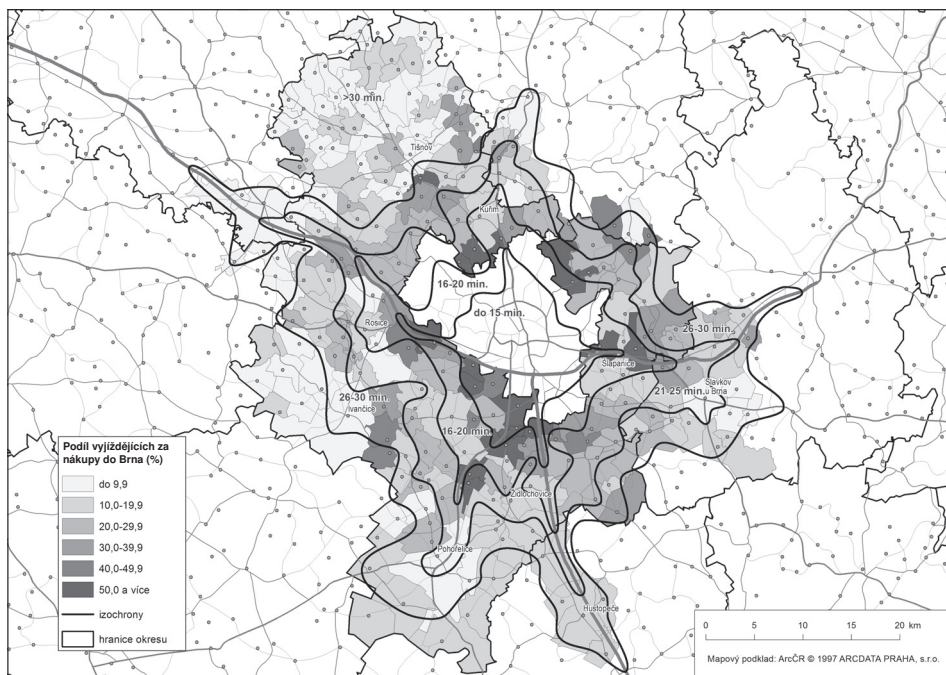 >30 min.
Tišnov
Kuřim
16-20 min.
do 15 min.
Rosice
26-30 min.
Šlapanice
21-25 min.
Slavkov
u Brna
26-30 min.
Ivančice
16-20 min.
Židlochovice
Pohořelice
Hustopeče
Podíl vyjíždějících za
nákupy do Brna (%)
do 9,9
10,0-19,9
20,0-29,9
30,0-39,9
40,0-49,9
50,0 a více
izochrony
hranice okresu
0 5 10 20 km
Mapový podklad: ArcČR © 1997 ARCDATA PRAHA, s.r.o.